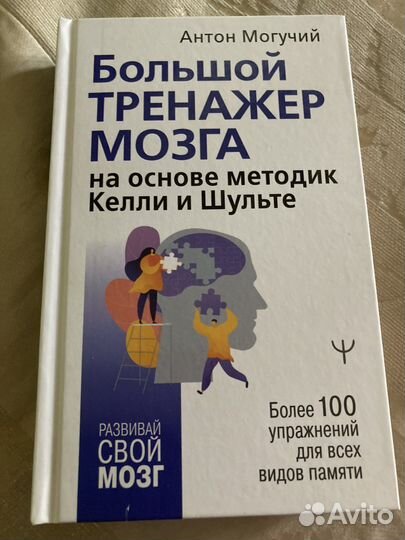 Антон Могучий
Большой
ТРЕНАЖЕР
МОЗГА
на основе методик
Келли и Шульте
РАЗВИВАЙ
СВОЙ
МОЗГ
Более 100
упражнений
для всех
видов памяти
Avito